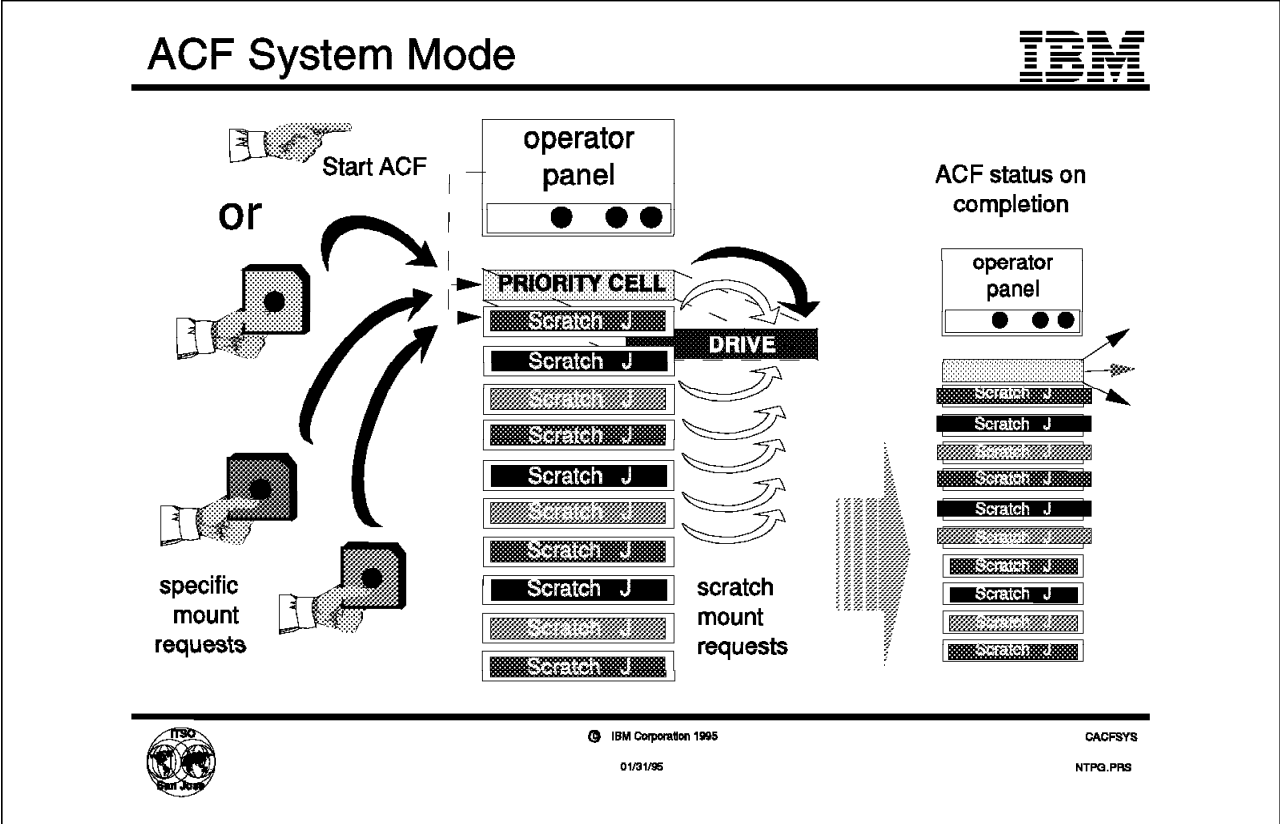 ACF System Mode
IBM
Start ACF
or
operator
panel
ACF status on
completion
operator
panel
PRIORITY CELL
Scratch J
DRIVE
Scratch J
Scratch J
Scratch J
Scratch J
Scratch J
Scratch J
Scratch J
Scratch J
Scratch J
specific
mount
requests
scratch
mount
requests
Scratch J
Scratch J
Scratch J
Scratch J
Scratch J
Scratch J
Scratch J
Scratch J
Scratch J
Scratch J
ITSO
San Jose
© IBM Corporation 1995
01/31/95
CACFSYS
NTPG.PRS